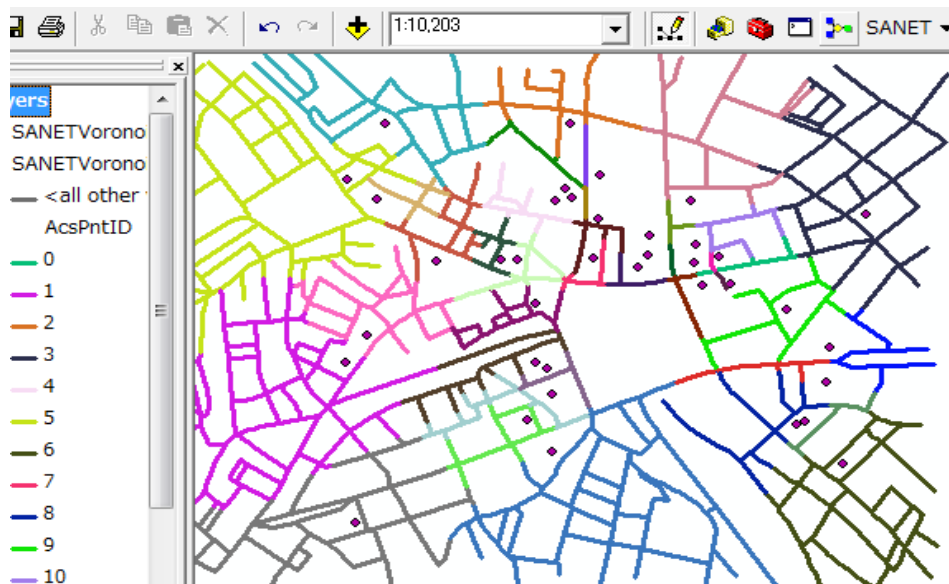 1:10,203
SANET
yers
SANETVorono
SANETVorono
<all other
AcsPntID
0
1
2
3
4
5
6
7
8
9
10